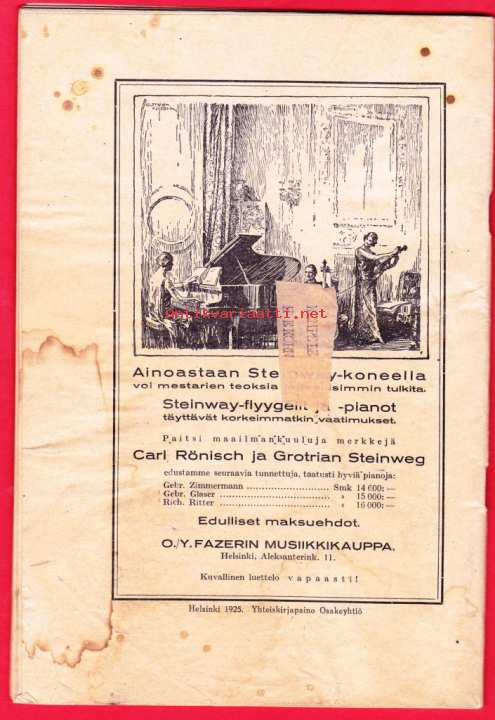 Antikvariaatti.net
Ainoastaan -koneella
voi mestarien teoksia tulkita.
Steinway-flyygelit ja -pianot
täyttävät korkeimmatkin vaatimukset.
Paitsi maailmankuuluja merkkejä
Carl Rönisch ja Grotrian Steinweg
edustamme seuraavia tunnettuja, taatusti hyviä pianoja:
Gebr. Zimmermann Smk 14 600:—
Gebr. Glaser » 15 000:—
Rich. Ritter » 16 000:—
Edulliset maksuehdot.
O./Y. FAZERIN MUSIIKKIKAUPPA.
Helsinki, Aleksanterink. 11.
Kuvallinen luettelo vapaasti!
Helsinki 1925. Yhteiskirjapaino Osakeyhtiö